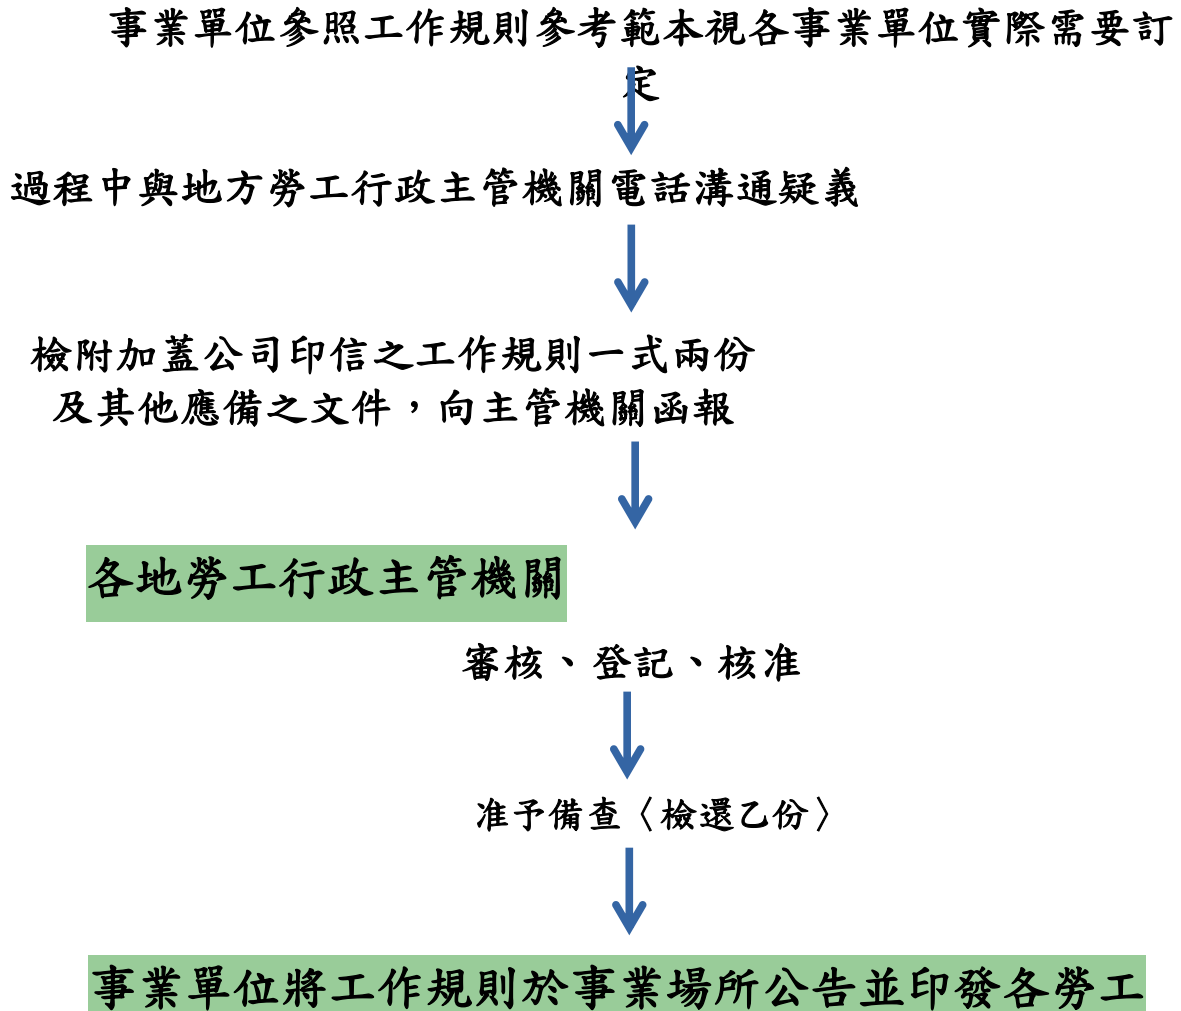 事業單位參照工作規則參考範本視各事業單位實際需要訂
定
過程中與地方勞工行政主管機關電話溝通疑義
檢附加蓋公司印信之工作規則一式兩份
及其他應備之文件，向主管機關函報
各地勞工行政主管機關
審核、登記、核准
准予備查〈檢還乙份〉
事業單位將工作規則於事業場所公告並印發各勞工